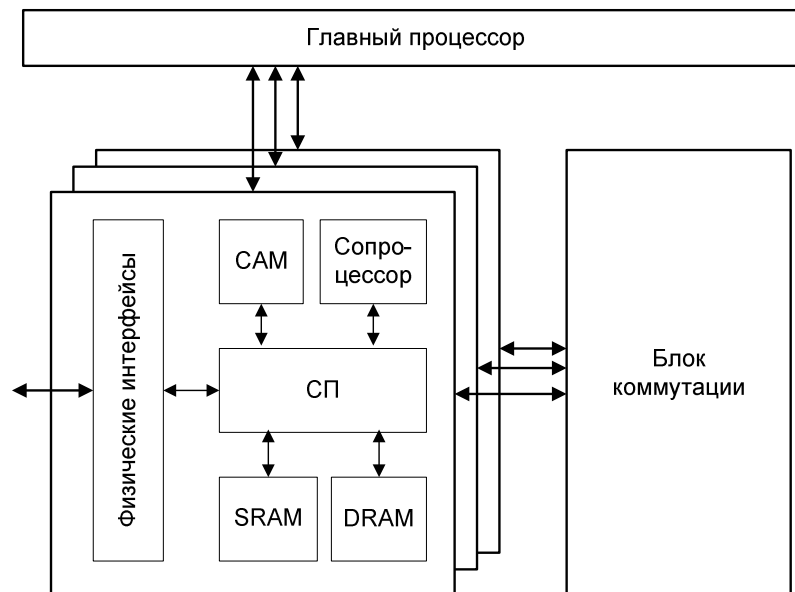 Главный процессор
CAM
Сопро-
цессор
Физические интерфейсы
СП
Блок
коммутации
SRAM
DRAM